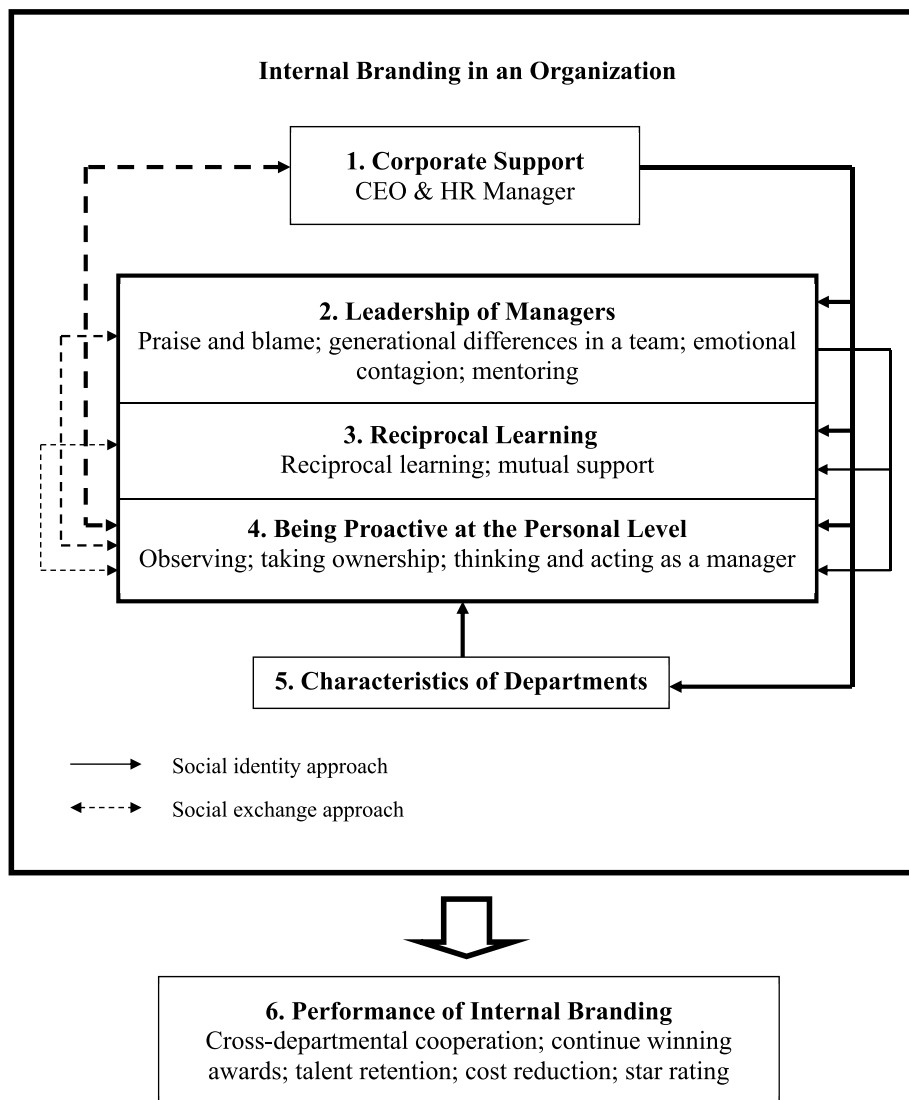 Internal Branding in an Organization
1. Corporate Support
CEO & HR Manager
2. Leadership of Managers
Praise and blame; generational differences in a team; emotional
contagion; mentoring
3. Reciprocal Learning
Reciprocal learning; mutual support
4. Being Proactive at the Personal Level
Observing; taking ownership; thinking and acting as a manager
5. Characteristics of Departments
Social identity approach
Social exchange approach
6. Performance of Internal Branding
Cross-departmental cooperation; continue winning
awards; talent retention; cost reduction; star rating